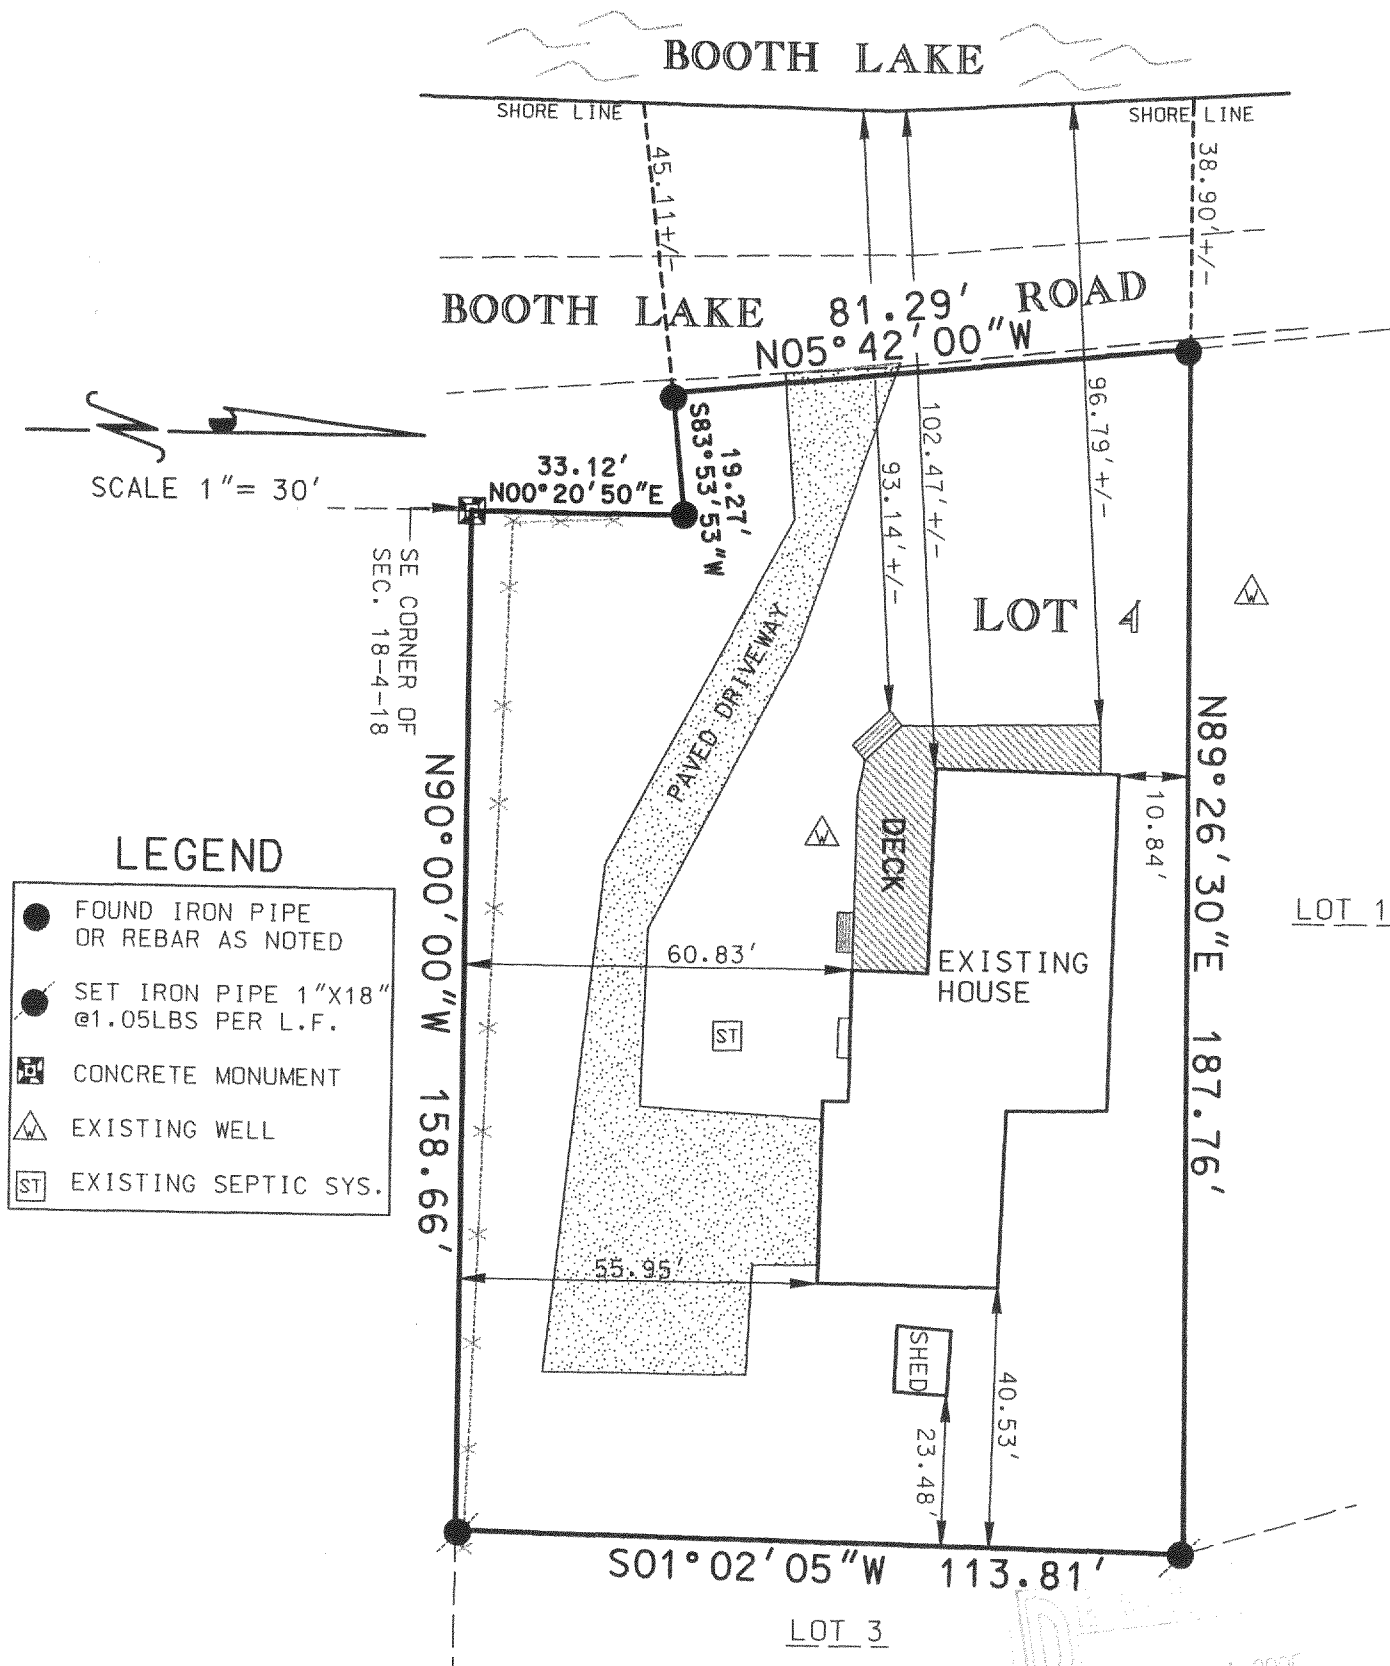 BOOTH LAKE
SHORE LINE
SHORE LINE
45.11+/-
38.90'+/-
BOOTH LAKE
ROAD
81.29'
N05°42'00"W
S83°53'53"W
19.27'
33.12'
N00°20'50"E
SCALE 1"= 30'
SE CORNER OF
SEC. 18-4-18
93.14'+/-
102.47'+/-
96.79'+/-
LOT 4
W
PAVED DRIVEWAY
W
DECK
10.84'
N89°26'30"E 187.76'
LOT 1
N90°00'00"W 158.66'
60.83'
EXISTING
HOUSE
ST
55.95'
SHED
40.53'
23.48'
S01°02'05"W 113.81'
LOT 3
LEGEND
FOUND IRON PIPE
OR REBAR AS NOTED
SET IRON PIPE 1"X18"
@1.05LBS PER L.F.
CONCRETE MONUMENT
W EXISTING WELL
ST EXISTING SEPTIC SYS.